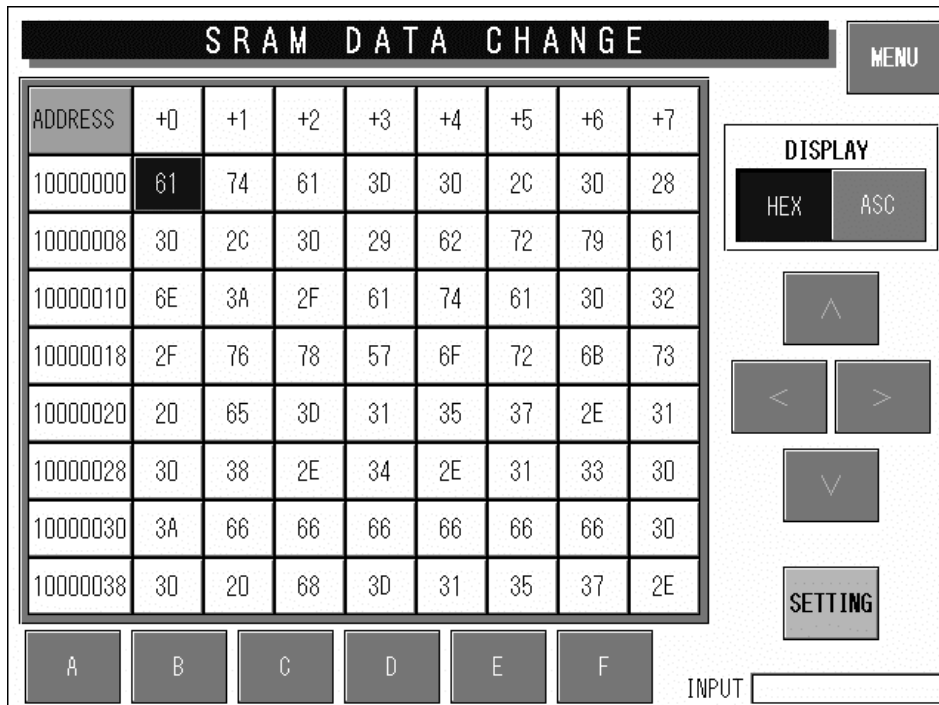 SRAM DATA CHANGE
MENU
ADDRESS +0 +1 +2 +3 +4 +5 +6 +7
10000000 61 74 61 3D 30 2C 30 28
10000008 30 2C 30 29 62 72 79 61
10000010 6E 3A 2F 61 74 61 30 32
10000018 2F 76 78 57 6F 72 6B 73
10000020 20 65 3D 31 35 37 2E 31
10000028 30 38 2E 34 2E 31 33 30
10000030 3A 66 66 66 66 66 66 30
10000038 30 20 68 3D 31 35 37 2E
DISPLAY
HEX ASC
^
< >
V
SETTING
A B C D E F
INPUT